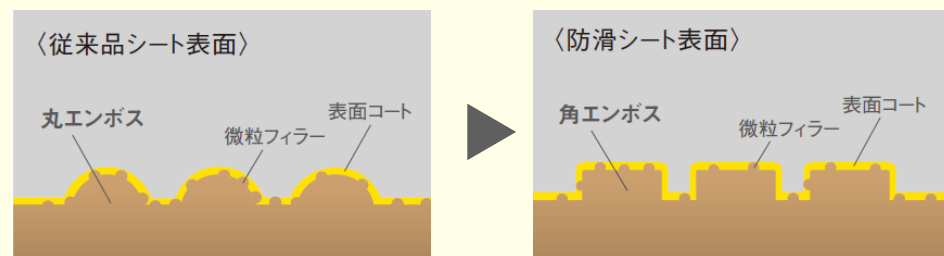 〈従来品シート表面〉
丸エンボス
微粒フィラー
表面コート
〈防滑シート表面〉
角エンボス
微粒フィラー
表面コート